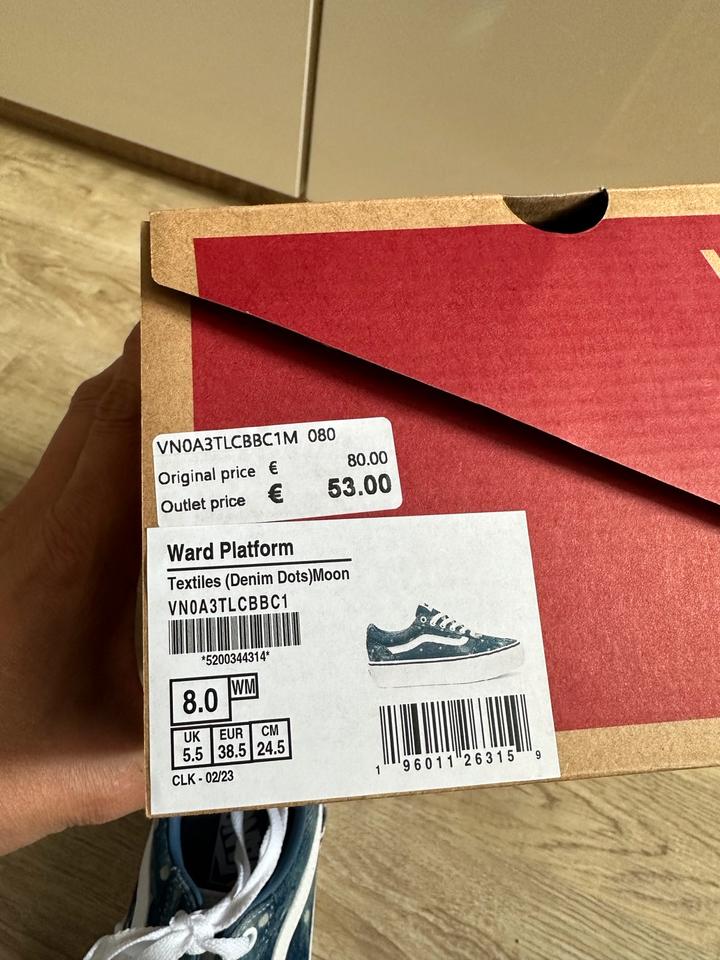 VN0A3TLCBBC1M 080
Original price € 80.00
Outlet price € 53.00
Ward Platform
Textiles (Denim Dots)Moon
VN0A3TLCBBC1
*5200344314*
8.0 WM
UK EUR CM
5.5 38.5 24.5
CLK - 02/23
1 96011 26315 9